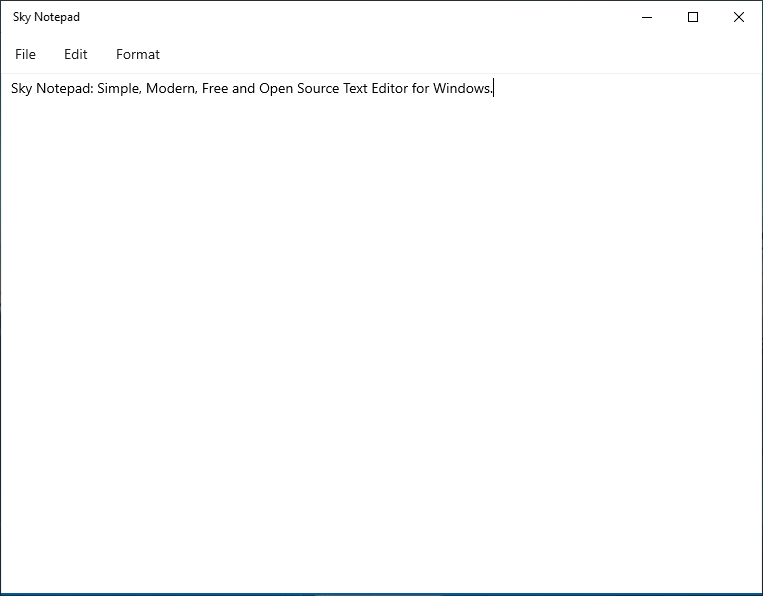 Sky Notepad
File Edit Format
Sky Notepad: Simple, Modern, Free and Open Source Text Editor for Windows.